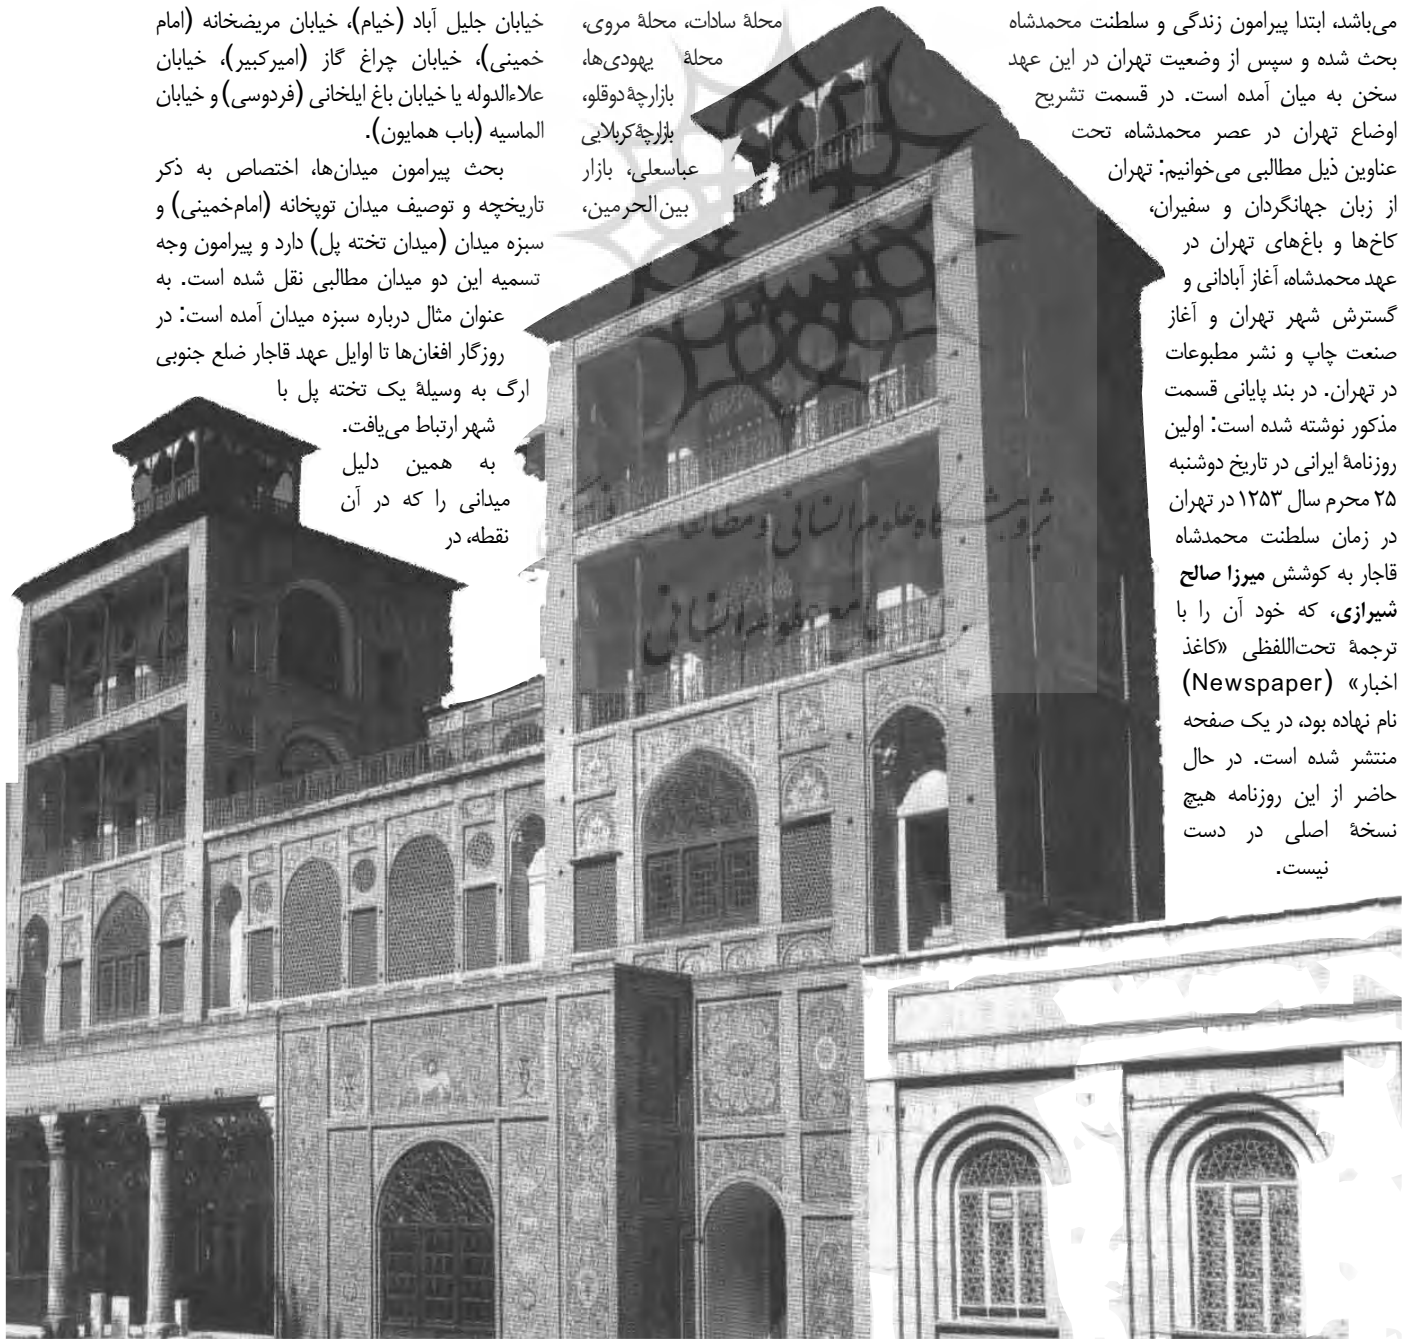 می‌باشد، ابتدا پیرامون زندگی و سلطنت محمدشاه
بحث شده و سپس از وضعیت تهران در این عهد
سخن به میان آمده است. در قسمت تشریح
اوضاع تهران در عصر محمدشاه، تحت
عناوین ذیل مطالبی می‌خوانیم: تهران
از زبان جهانگردان و سفیران،
کاخ‌ها و باغ‌های تهران در
عهد محمدشاه، آغاز آبادانی و
گسترش شهر تهران و آغاز
صنعت چاپ و نشر مطبوعات
در تهران. در بند پایانی قسمت
مذکور نوشته شده است: اولین
روزنامهٔ ایرانی در تاریخ دوشنبه
۲۵ محرم سال ۱۲۵۳ در تهران
در زمان سلطنت محمدشاه
قاجار به کوشش میرزا صالح
شیرازی، که خود آن را با
ترجمهٔ تحت‌اللفظی «کاغذ
اخبار» (Newspaper)
نام نهاده بود، در یک صفحه
منتشر شده است. در حال
حاضر از این روزنامه هیچ
نسخهٔ اصلی در دست
نیست.
محلهٔ سادات، محلهٔ مروی،
محلهٔ یهودی‌ها،
بازارچهٔ دوقلو،
بازارچهٔ کربلایی
عباسعلی، بازار
بین‌الحرمین،
خیابان جلیل آباد (خیام)، خیابان مریضخانه (امام
خمینی)، خیابان چراغ گاز (امیرکبیر)، خیابان
علاءالدوله یا خیابان باغ ایلخانی (فردوسی) و خیابان
الماسیه (باب همایون).
بحث پیرامون میدان‌ها، اختصاص به ذکر
تاریخچه و توصیف میدان توپخانه (امام‌خمینی) و
سبزه میدان (میدان تخته پل) دارد و پیرامون وجه
تسمیه این دو میدان مطالبی نقل شده است. به
عنوان مثال درباره سبزه میدان آمده است: در
روزگار افغان‌ها تا اوایل عهد قاجار ضلع جنوبی
ارگ به وسیلهٔ یک تخته پل با
شهر ارتباط می‌یافت.
به همین دلیل
میدانی را که در آن
نقطه، در
پژوهشگاه علوم انسانی و مطالعات فرهنگی
جامع علوم انسانی